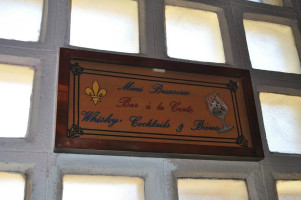 Menu Brasserie
Bar à la Carte
Whisky, Cocktails & Bières